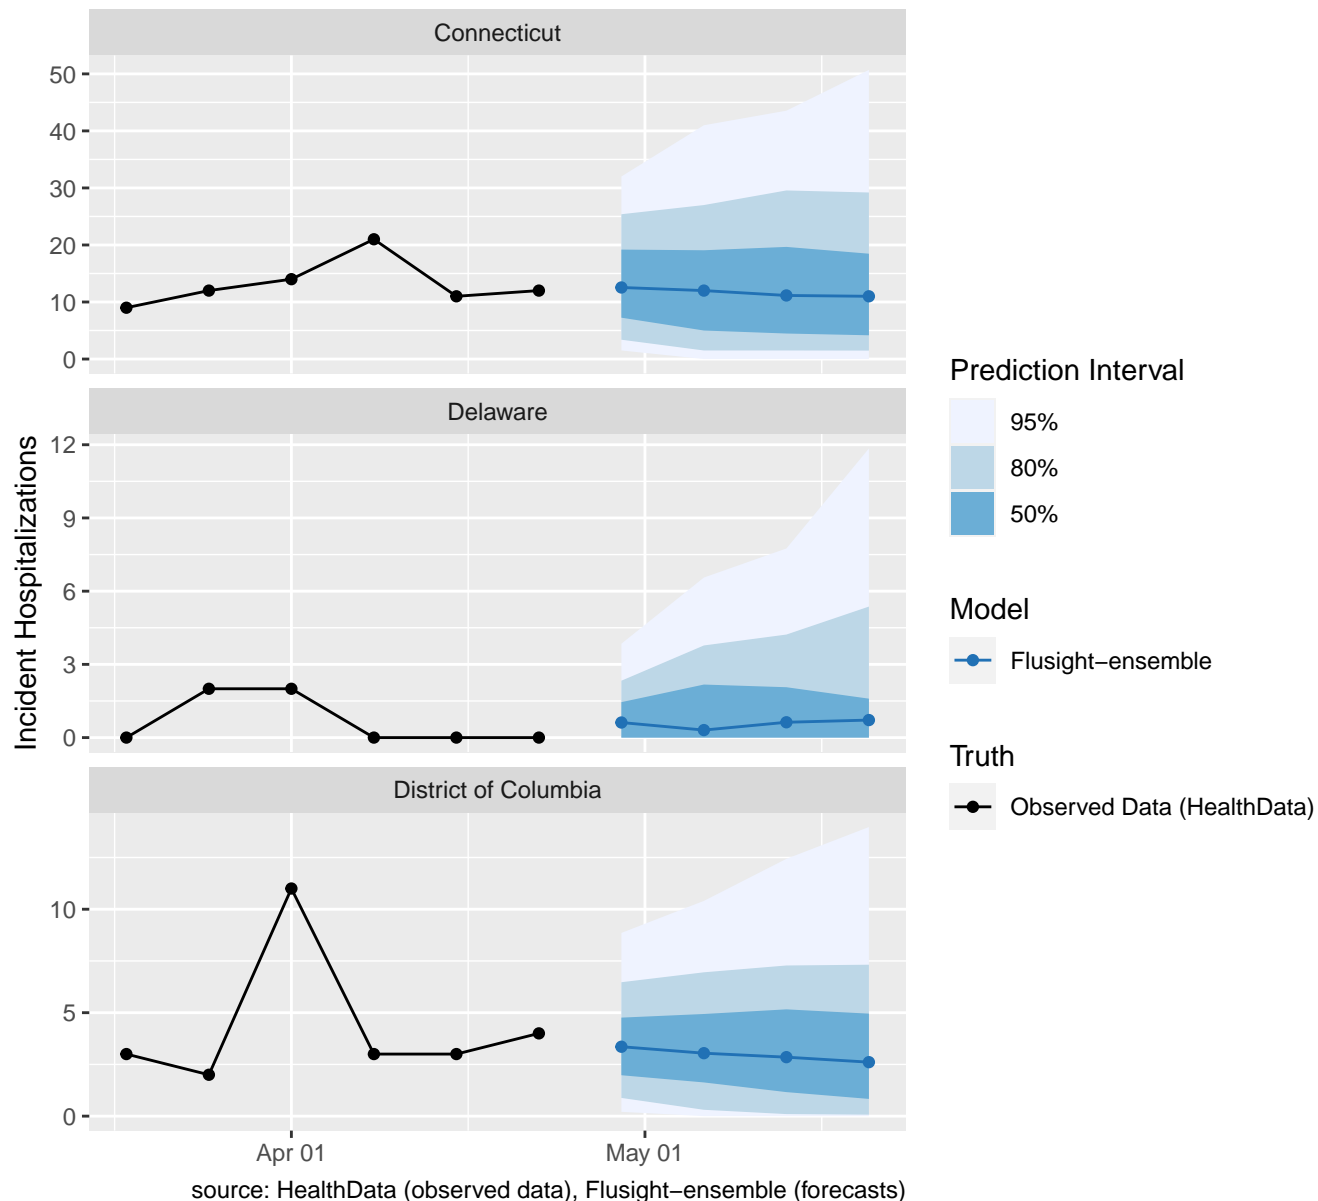 Connecticut
50
40
30
20
10
0
Delaware
12
9
6
3
0
District of Columbia
10
5
0
Incident Hospitalizations
Apr 01
May 01
source: HealthData (observed data), Flusight−ensemble (forecasts)
Prediction Interval
95%
80%
50%
Model
Flusight−ensemble
Truth
Observed Data (HealthData)